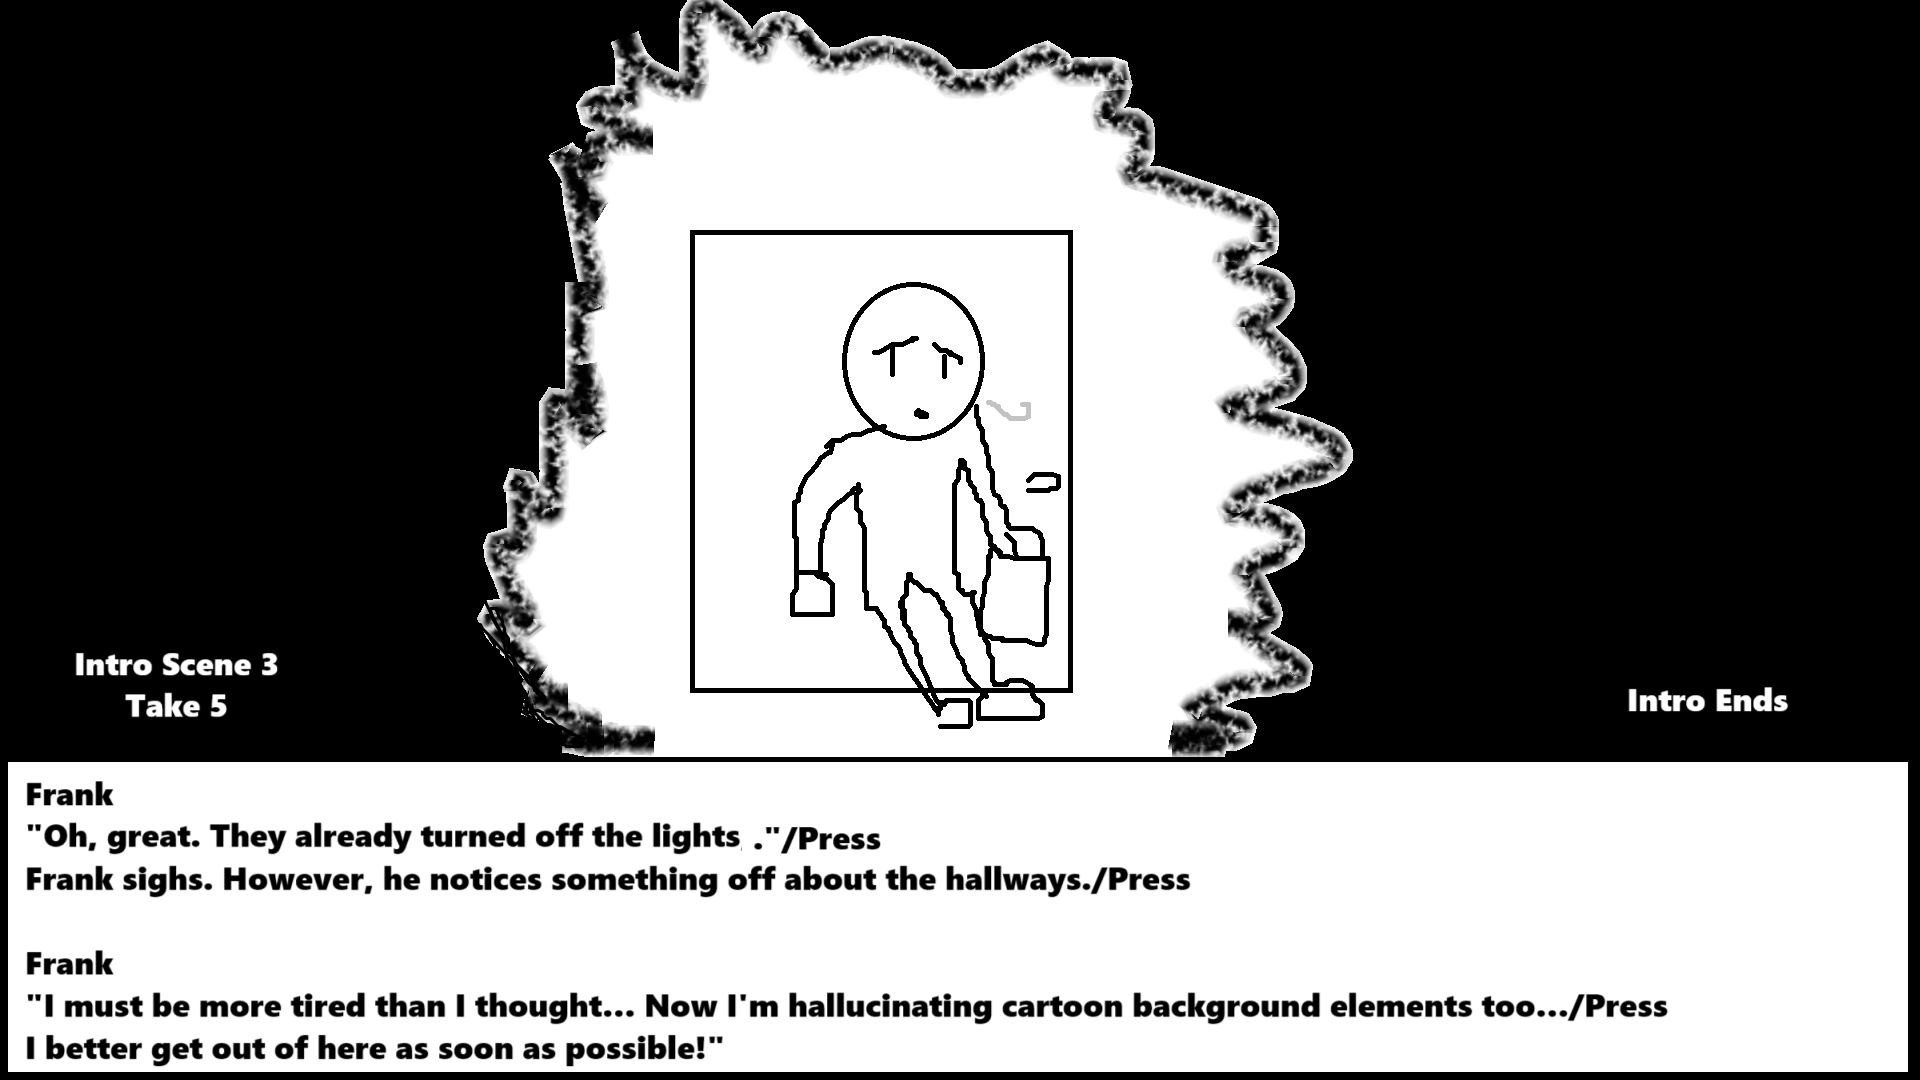 Intro Scene 3
Take 5
Intro Ends
Frank
"Oh, great. They already turned off the lights ."/Press
Frank sighs. However, he notices something off about the hallways./Press
Frank
"I must be more tired than I thought... Now I'm hallucinating cartoon background elements too.../Press
I better get out of here as soon as possible!"